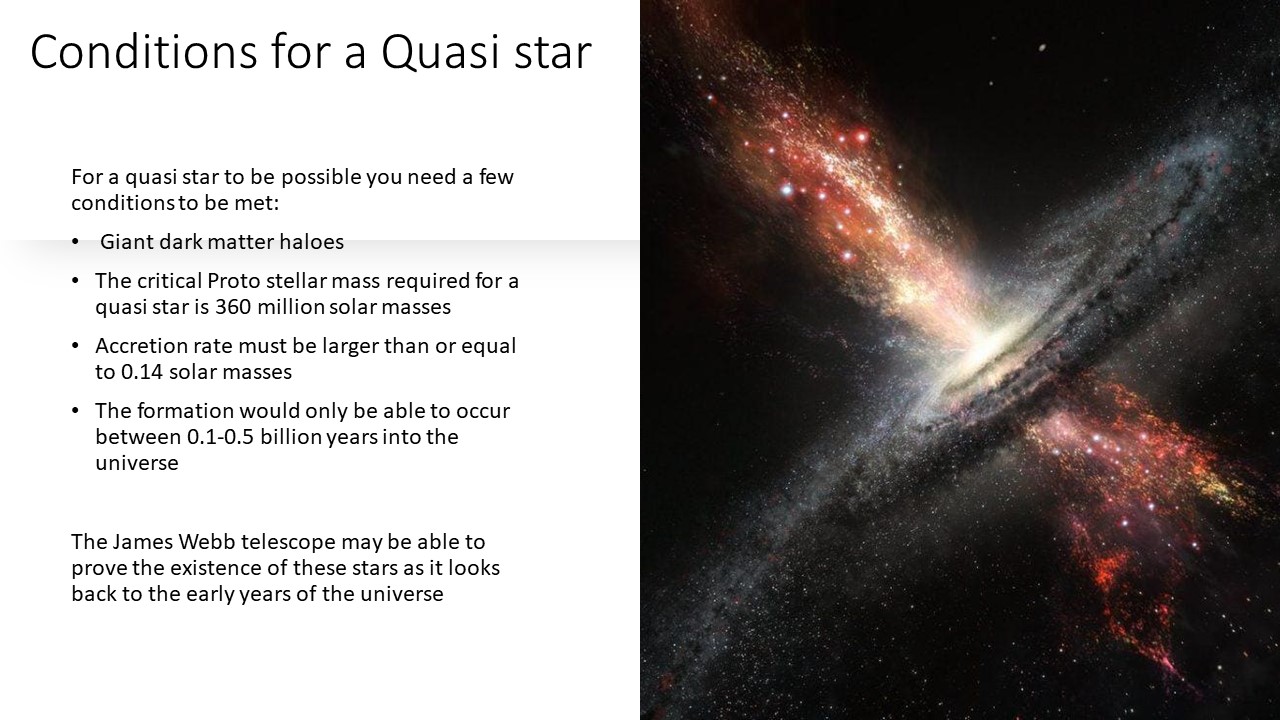 Conditions for a Quasi star
For a quasi star to be possible you need a few
conditions to be met:
• Giant dark matter haloes
• The critical Proto stellar mass required for a
quasi star is 360 million solar masses
• Accretion rate must be larger than or equal
to 0.14 solar masses
• The formation would only be able to occur
between 0.1-0.5 billion years into the
universe
The James Webb telescope may be able to
prove the existence of these stars as it looks
back to the early years of the universe